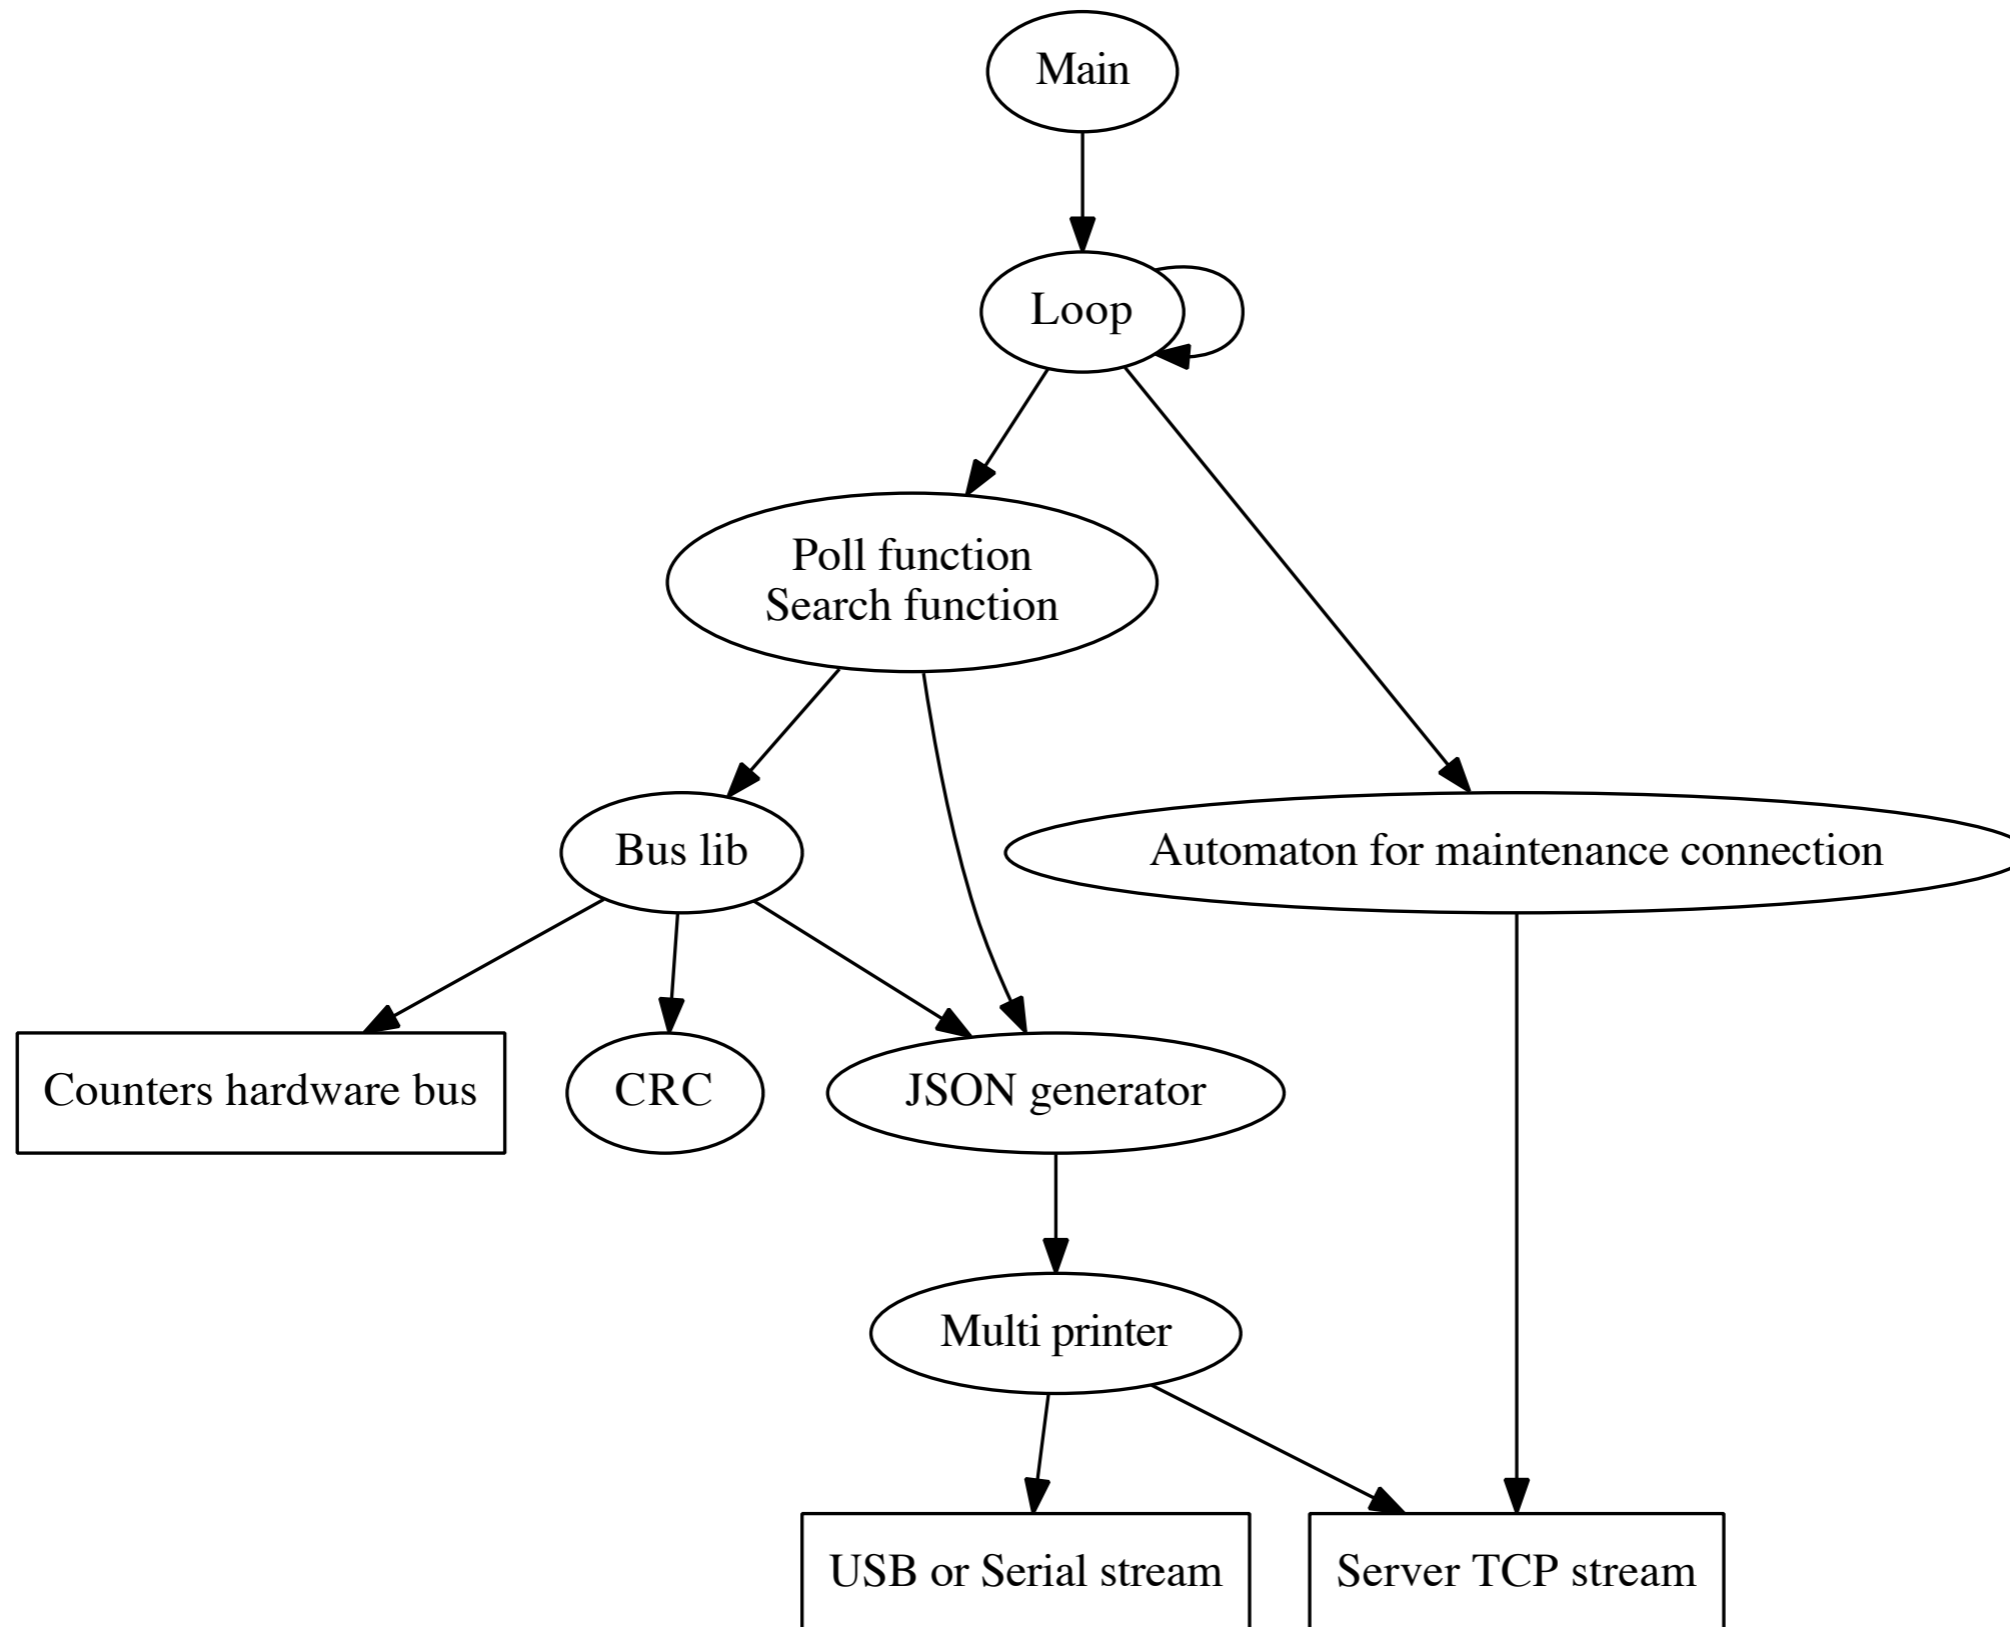 Main
Loop
Poll function
Search function
Bus lib
Automaton for maintenance connection
Counters hardware bus
CRC
JSON generator
Multi printer
USB or Serial stream
Server TCP stream